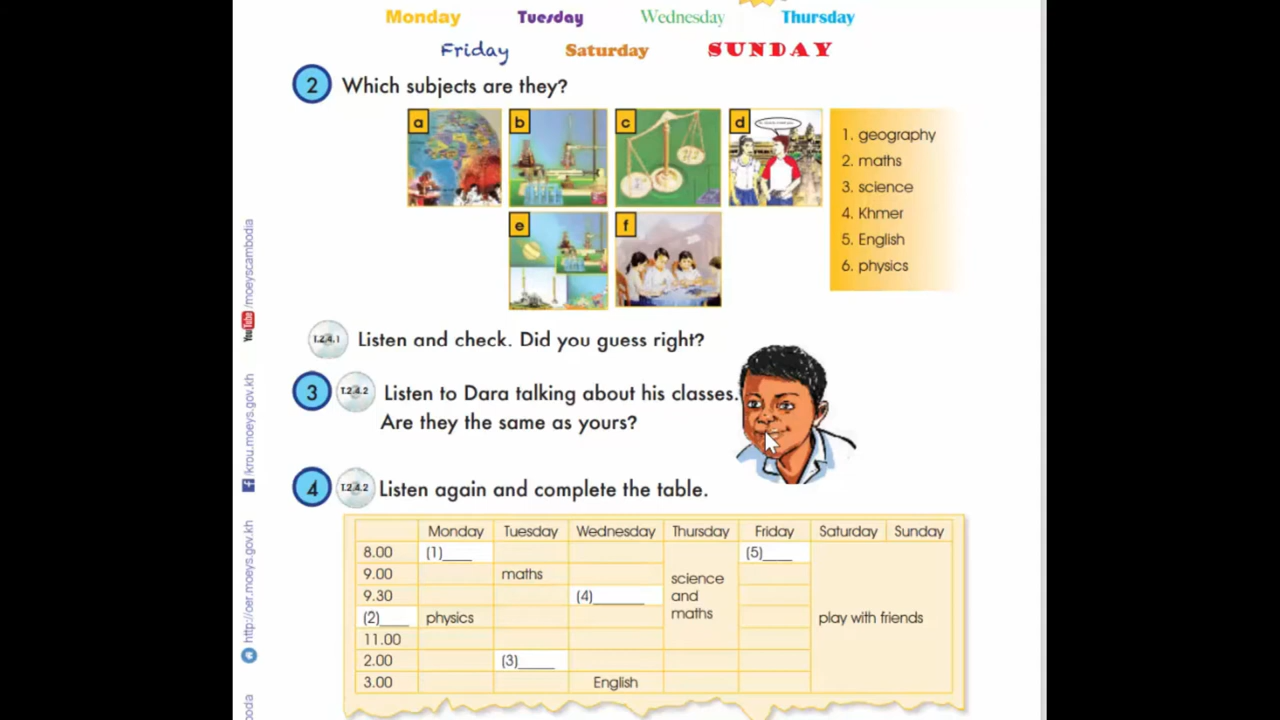 Monday Tuesday Wednesday Thursday
Friday Saturday SUNDAY
2 Which subjects are they?
a b c d
e f
1. geography
2. maths
3. science
4. Khmer
5. English
6. physics
1.2.4.1 Listen and check. Did you guess right?
3 1.2.4.2 Listen to Dara talking about his classes.
Are they the same as yours?
4 1.2.4.2 Listen again and complete the table.
Monday Tuesday Wednesday Thursday Friday Saturday Sunday
8.00 (1)____ (5)____
9.00 maths
9.30 (4)_______
science
and
maths
(2)____ physics
play with friends
11.00
2.00 (3)_____
3.00 English
YouTube /moeyscambodia
f /krou.moeys.gov.kh
http://oer.moeys.gov.kh